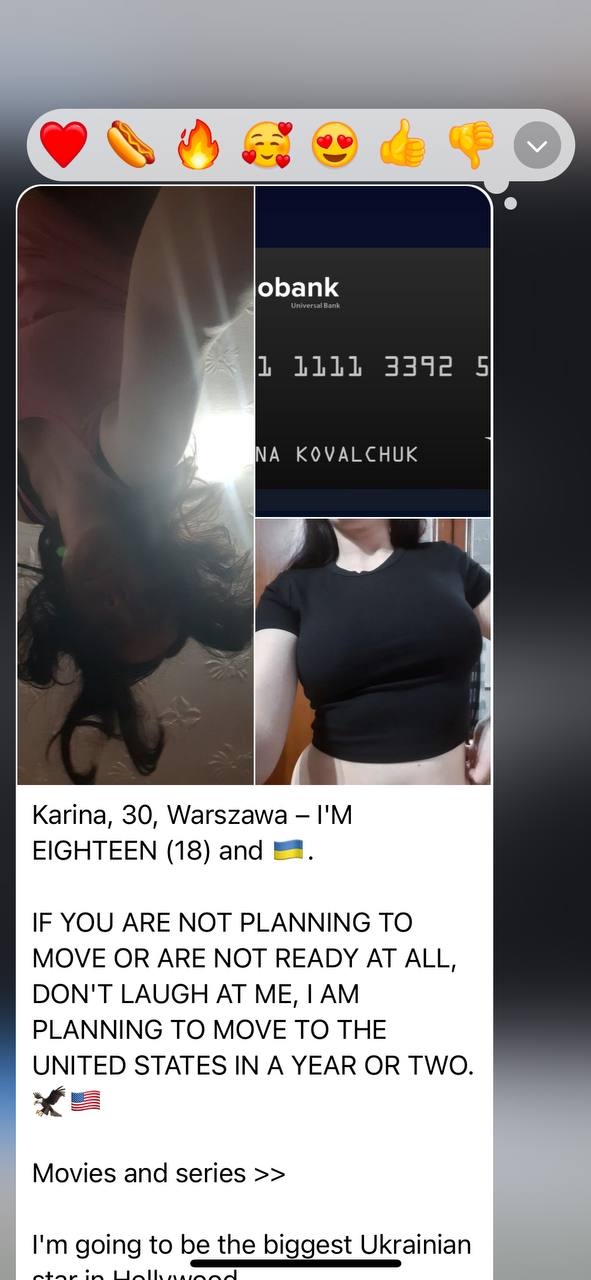 obank
Universal Bank
1 1111 3392 5
NA KOVALCHUK
Karina, 30, Warszawa – I'M
EIGHTEEN (18) and 🇺🇦.
IF YOU ARE NOT PLANNING TO
MOVE OR ARE NOT READY AT ALL,
DON'T LAUGH AT ME, I AM
PLANNING TO MOVE TO THE
UNITED STATES IN A YEAR OR TWO.
🦅🇺🇸
Movies and series >>
I'm going to be the biggest Ukrainian
star in Hollywood